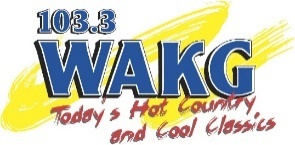 103.3
WAKG
Today's Hot Country
and Cool Classics